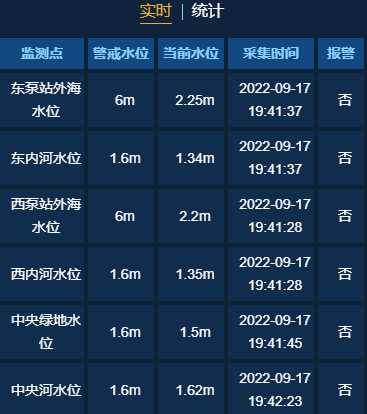 实时 | 统计
监测点 警戒水位 当前水位 采集时间 报警
东泵站外海水位 6m 2.25m 2022-09-17 19:41:37 否
东内河水位 1.6m 1.34m 2022-09-17 19:41:37 否
西泵站外海水位 6m 2.2m 2022-09-17 19:41:28 否
西内河水位 1.6m 1.35m 2022-09-17 19:41:28 否
中央绿地水位 1.6m 1.5m 2022-09-17 19:41:45 否
中央河水位 1.6m 1.62m 2022-09-17 19:42:23 否